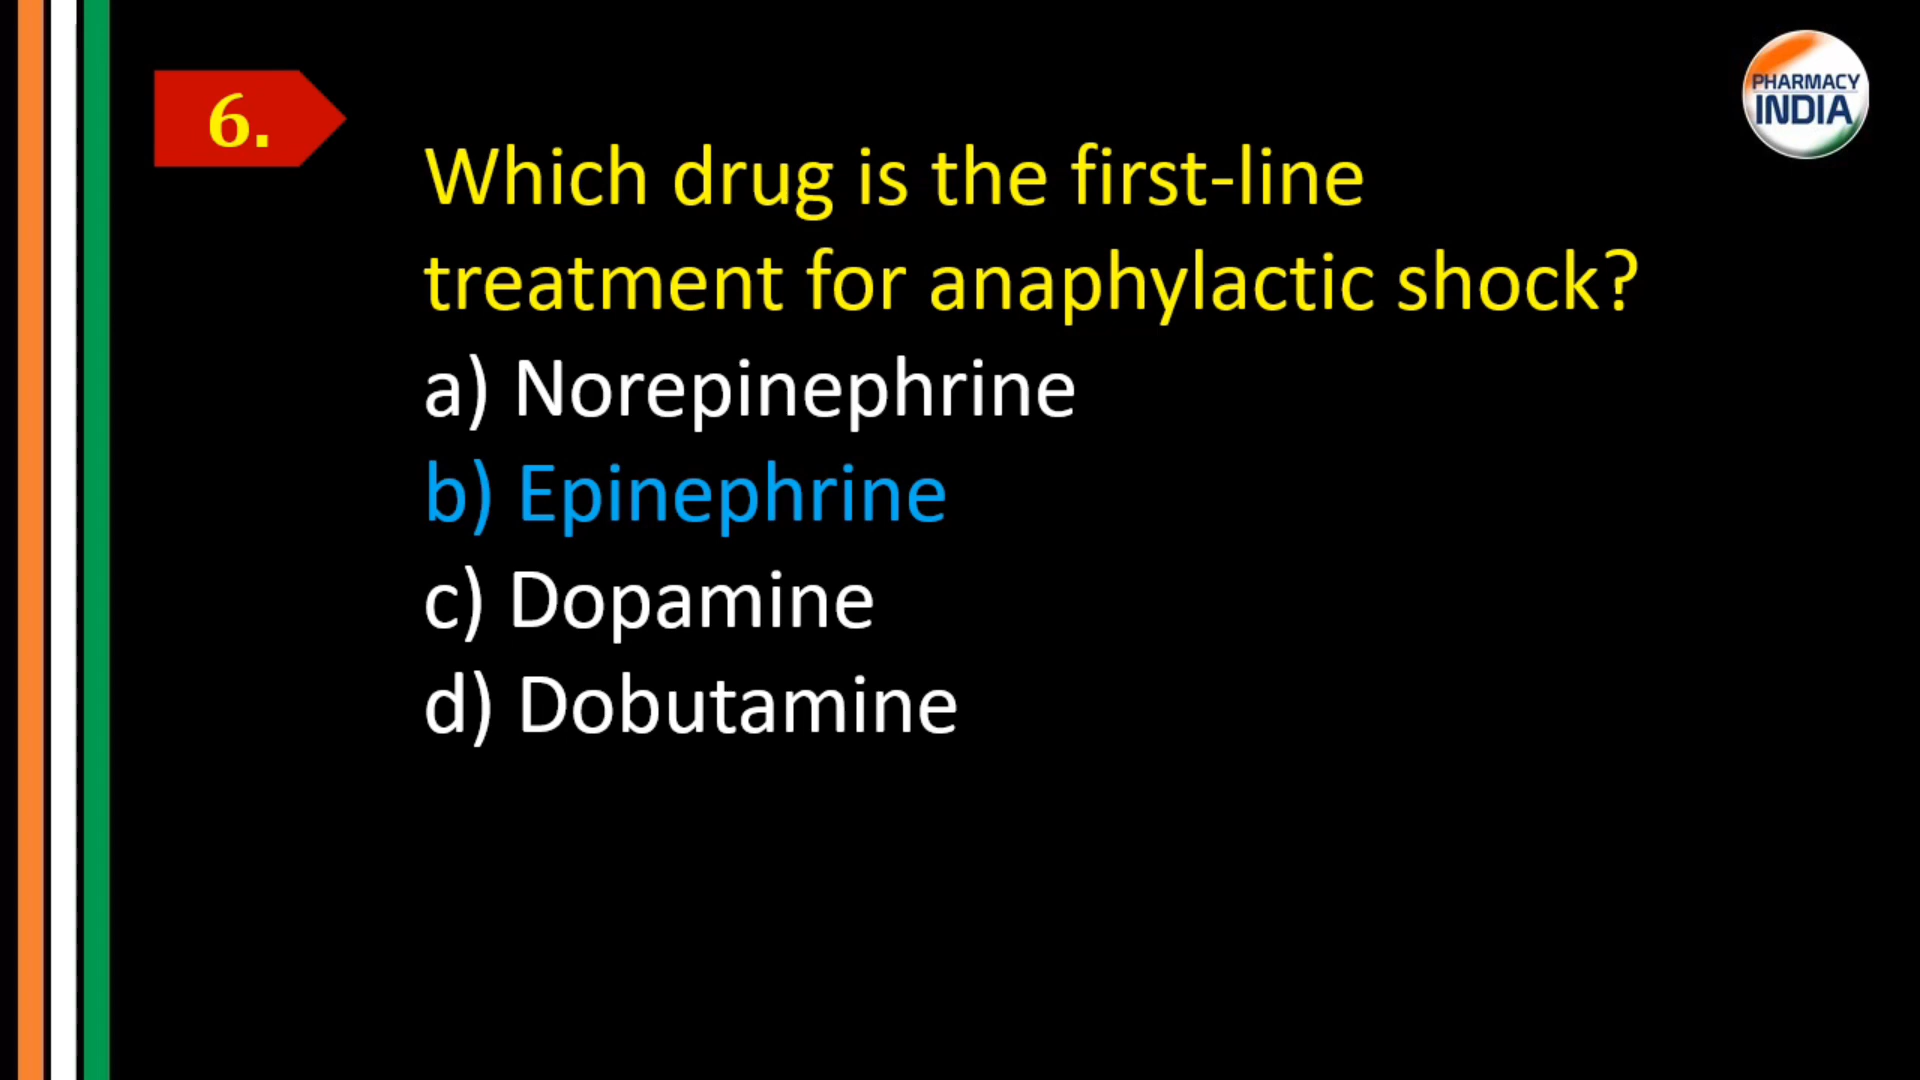 6.
PHARMACY
INDIA
Which drug is the first-line
treatment for anaphylactic shock?
a) Norepinephrine
b) Epinephrine
c) Dopamine
d) Dobutamine